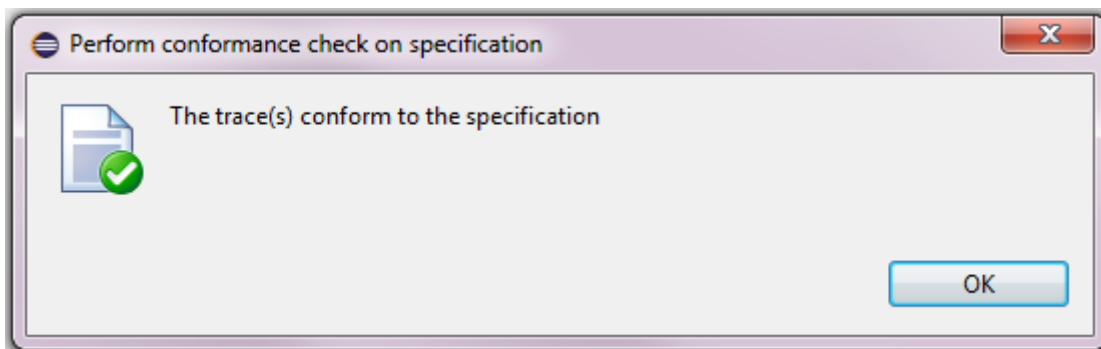 Perform conformance check on specification
The trace(s) conform to the specification
OK